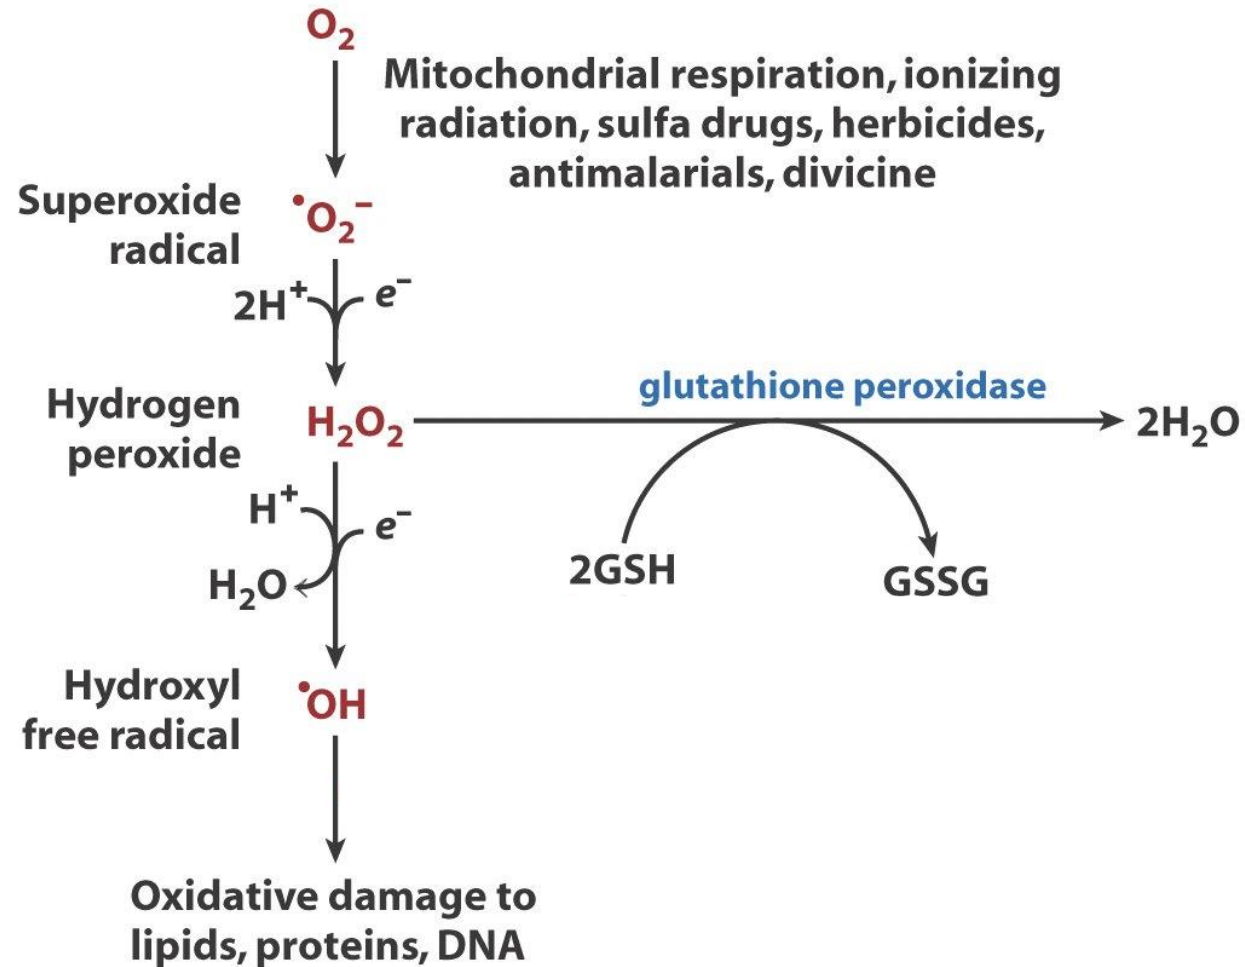 O₂
Mitochondrial respiration, ionizing
radiation, sulfa drugs, herbicides,
antimalarials, divicine
Superoxide
radical
•O₂⁻
2H⁺
e⁻
glutathione peroxidase
Hydrogen
peroxide
H₂O₂
2H₂O
H⁺
e⁻
H₂O
2GSH
GSSG
Hydroxyl
free radical
•OH
Oxidative damage to
lipids, proteins, DNA